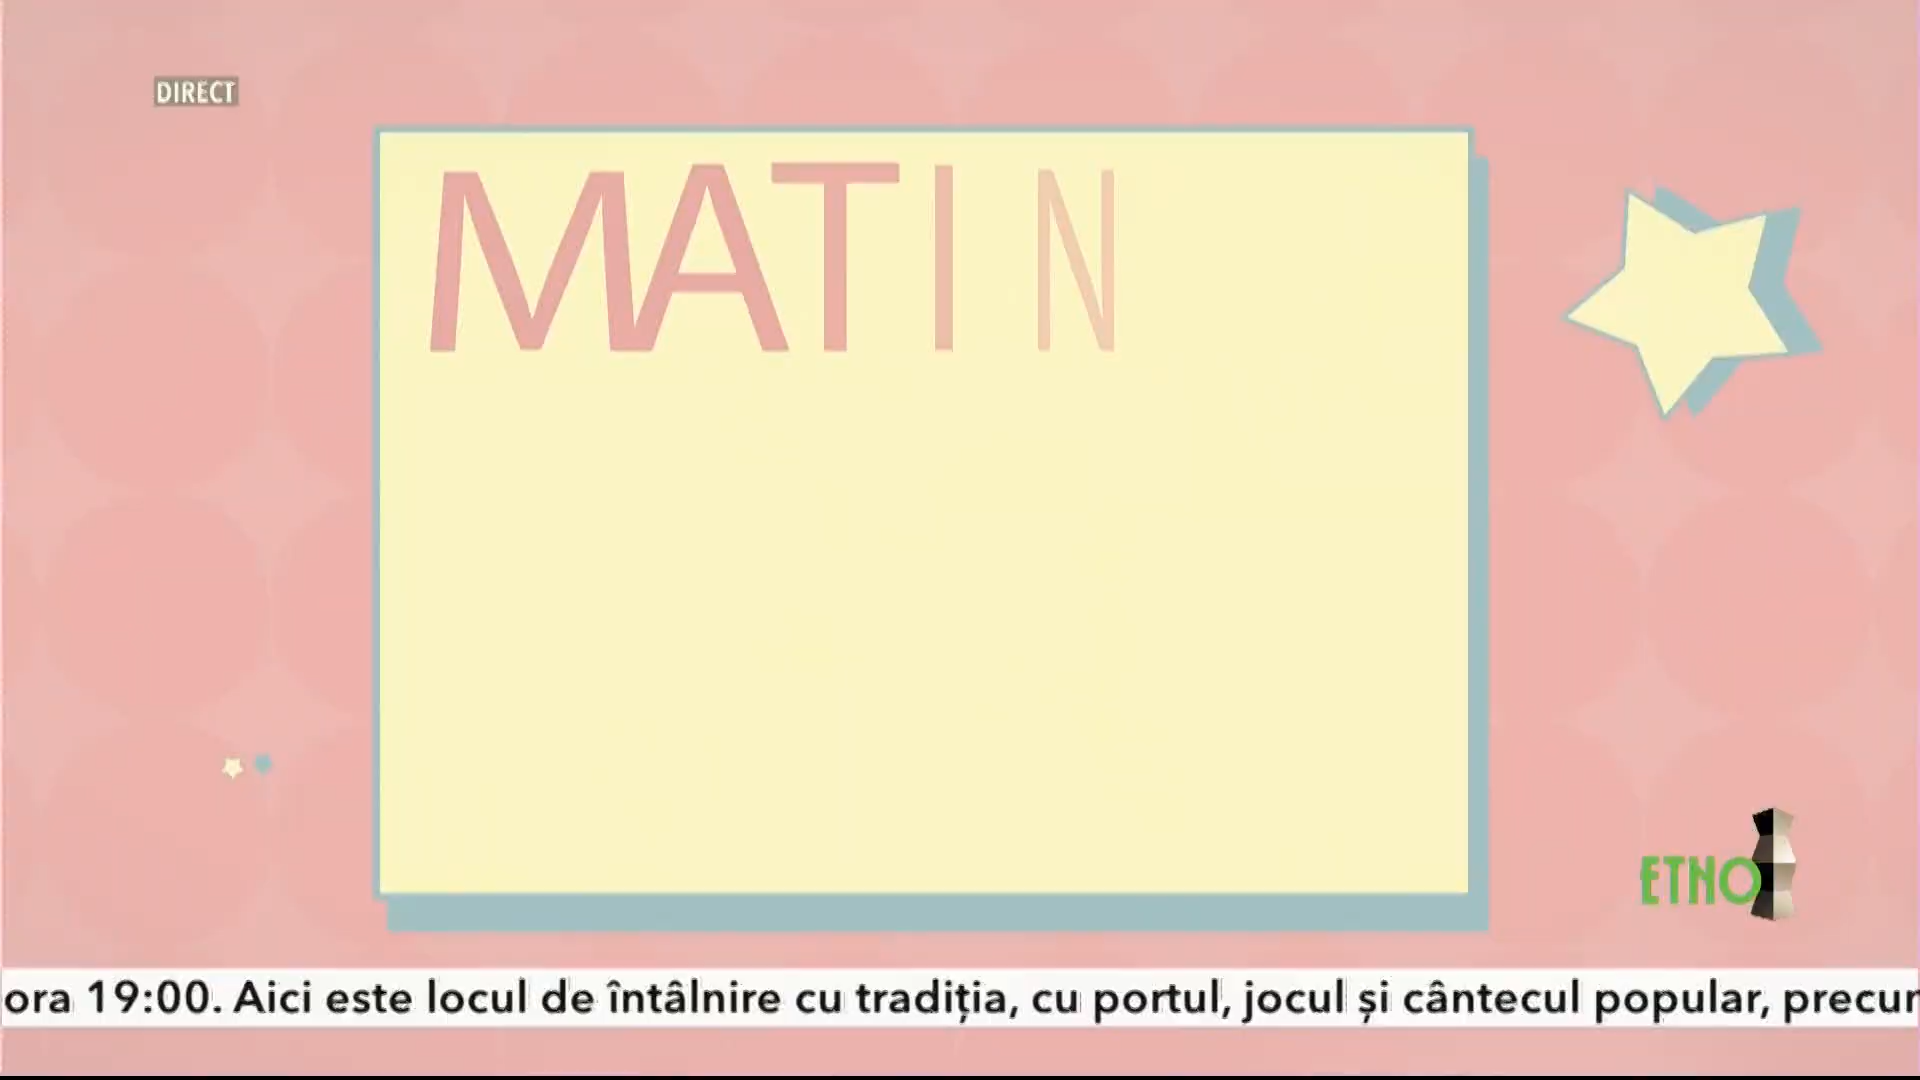 DIRECT
MATIN
ETNO
ora 19:00. Aici este locul de întâlnire cu tradiția, cu portul, jocul și cântecul popular, precum